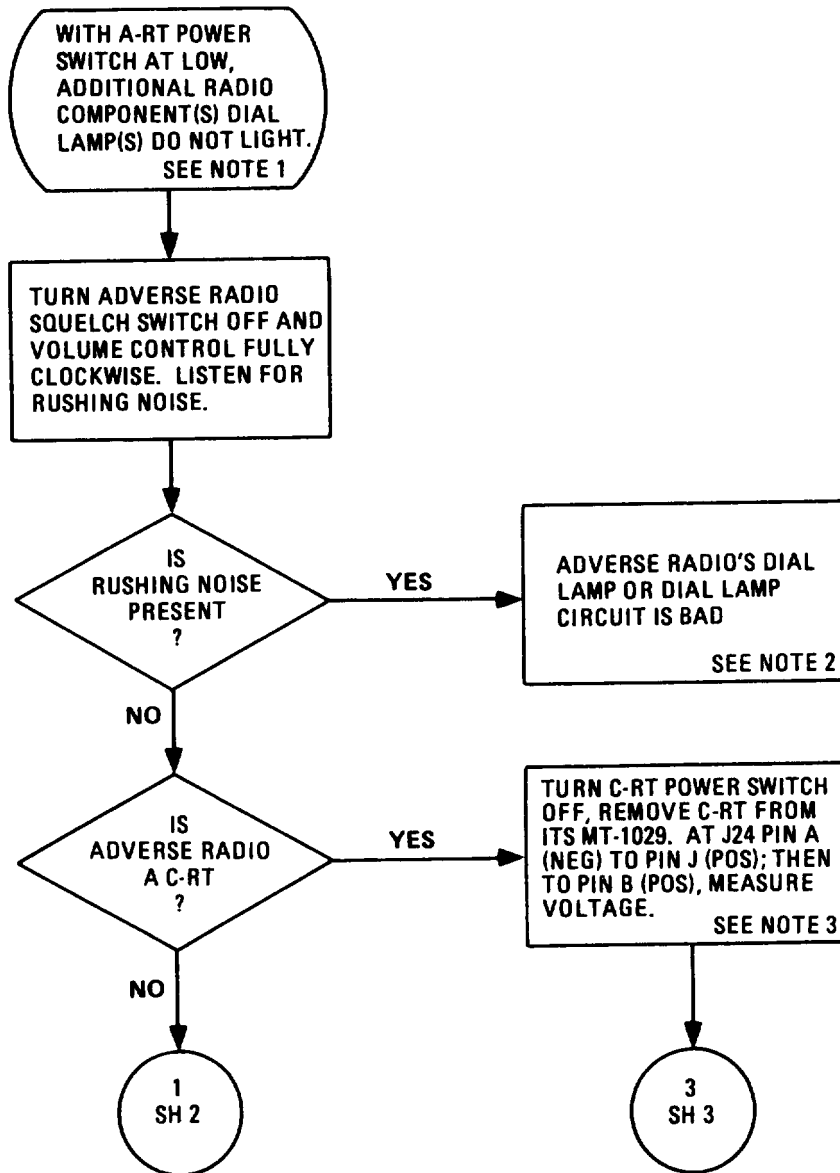 WITH A-RT POWER
SWITCH AT LOW,
ADDITIONAL RADIO
COMPONENT(S) DIAL
LAMP(S) DO NOT LIGHT.
SEE NOTE 1
TURN ADVERSE RADIO
SQUELCH SWITCH OFF AND
VOLUME CONTROL FULLY
CLOCKWISE. LISTEN FOR
RUSHING NOISE.
IS
RUSHING NOISE
PRESENT
?
YES
ADVERSE RADIO'S DIAL
LAMP OR DIAL LAMP
CIRCUIT IS BAD
SEE NOTE 2
NO
IS
ADVERSE RADIO
A C-RT
?
YES
TURN C-RT POWER SWITCH
OFF, REMOVE C-RT FROM
ITS MT-1029. AT J24 PIN A
(NEG) TO PIN J (POS); THEN
TO PIN B (POS), MEASURE
VOLTAGE.
SEE NOTE 3
NO
1
SH 2
3
SH 3